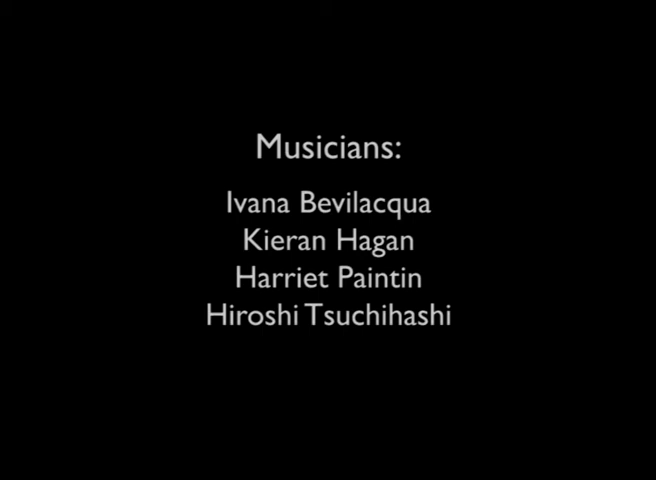 Musicians:
Ivana Bevilacqua
Kieran Hagan
Harriet Paintin
Hiroshi Tsuchihashi